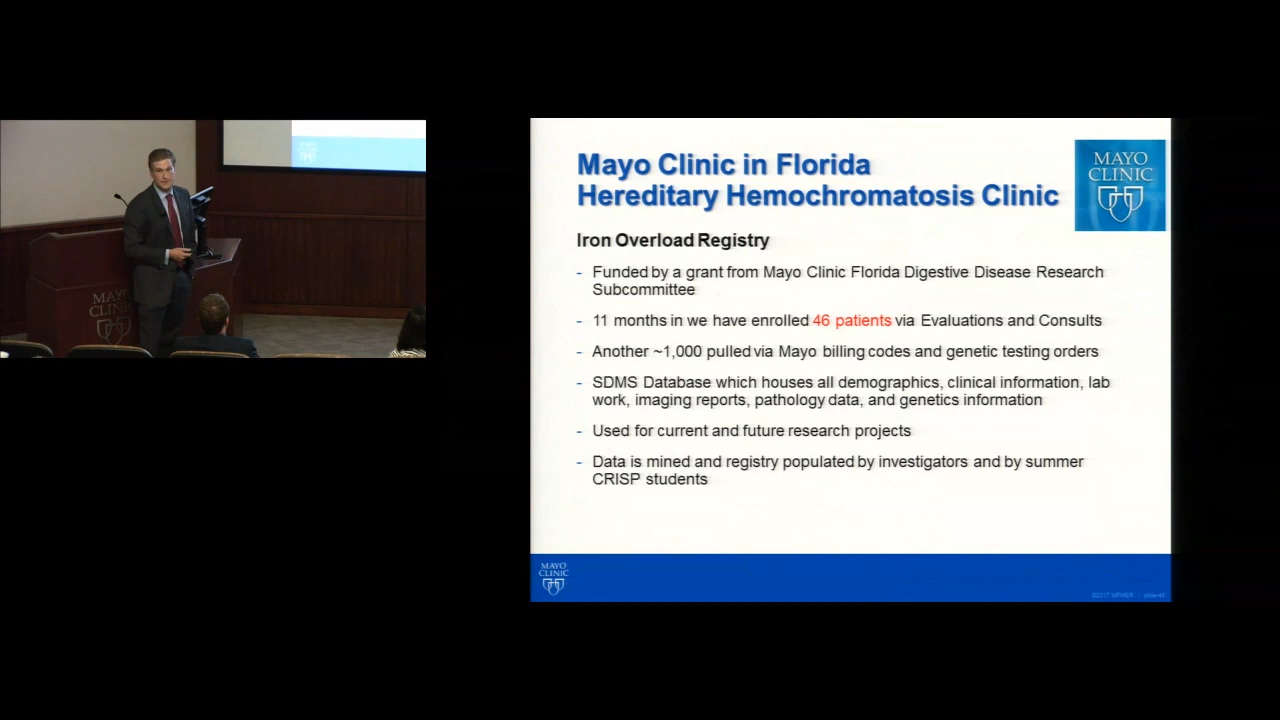 Mayo Clinic in Florida
Hereditary Hemochromatosis Clinic
MAYO
CLINIC
Iron Overload Registry
- Funded by a grant from Mayo Clinic Florida Digestive Disease Research
Subcommittee
- 11 months in we have enrolled 46 patients via Evaluations and Consults
- Another ~1,000 pulled via Mayo billing codes and genetic testing orders
- SDMS Database which houses all demographics, clinical information, lab
work, imaging reports, pathology data, and genetics information
- Used for current and future research projects
- Data is mined and registry populated by investigators and by summer
CRISP students
MAYO
CLINIC